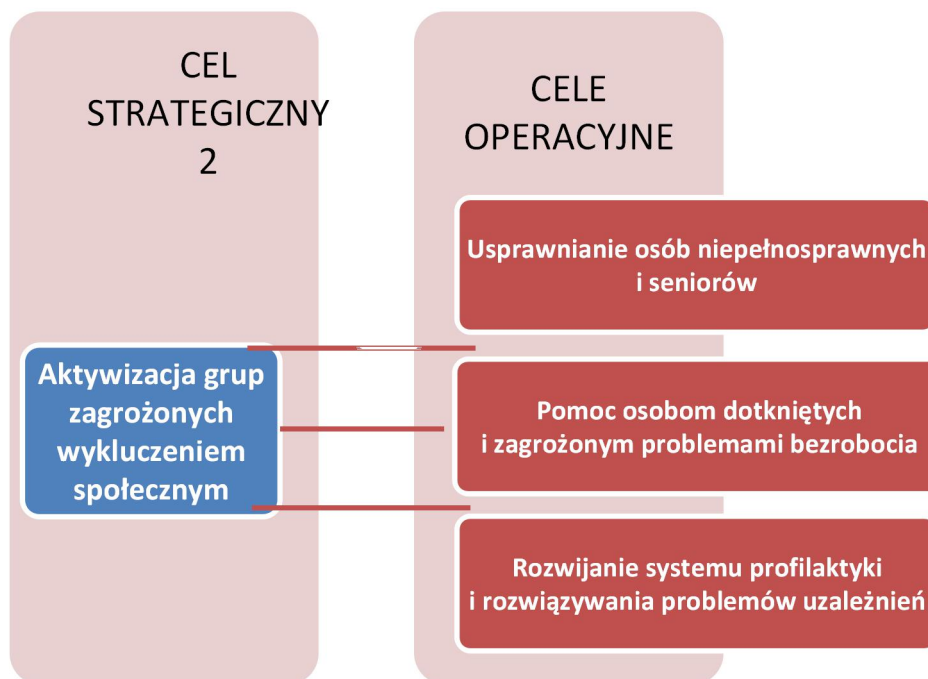 CEL
STRATEGICZNY
2
CELE
OPERACYJNE
Usprawnianie osób niepełnosprawnych
i seniorów
Aktywizacja grup
zagrożonych
wykluczeniem
społecznym
Pomoc osobom dotkniętych
i zagrożonym problemami bezrobocia
Rozwijanie systemu profilaktyki
i rozwiązywania problemów uzależnień